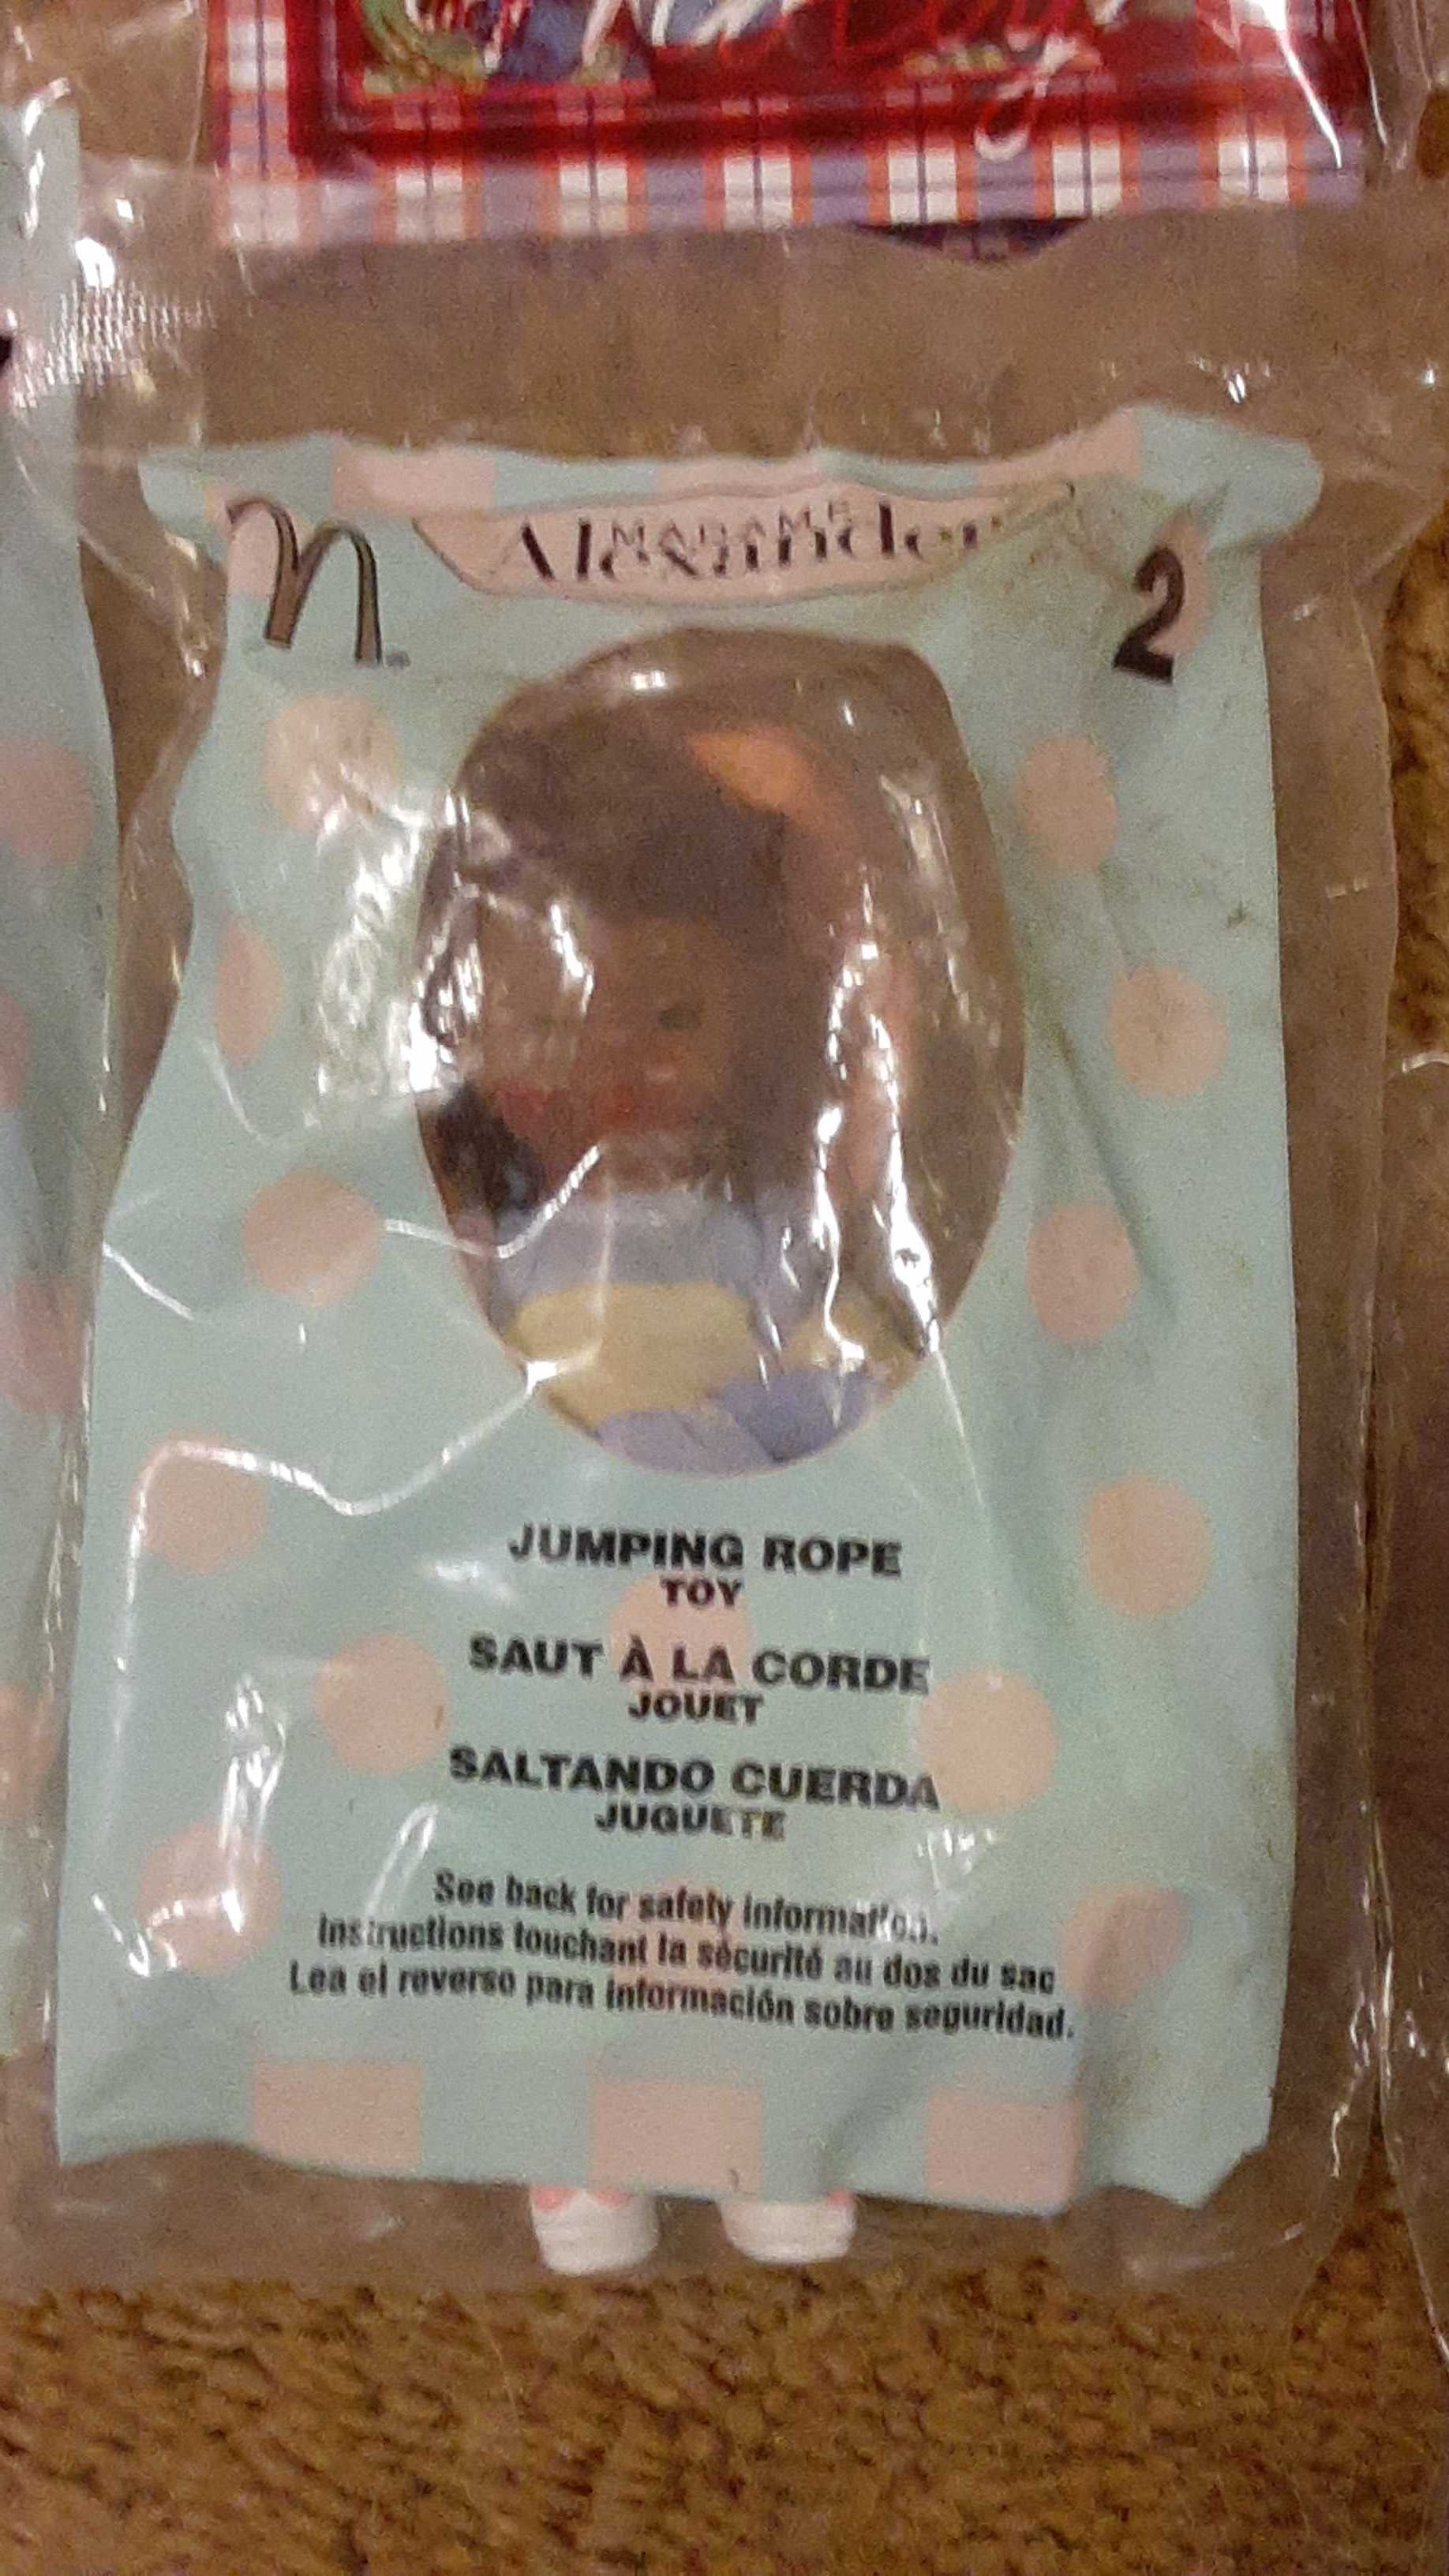 MADAME
Alexander
2
JUMPING ROPE
TOY
SAUT À LA CORDE
JOUET
SALTANDO CUERDA
JUGUETE
See back for safety information.
Instructions touchant la sécurité au dos du sac
Lea el reverso para información sobre seguridad.